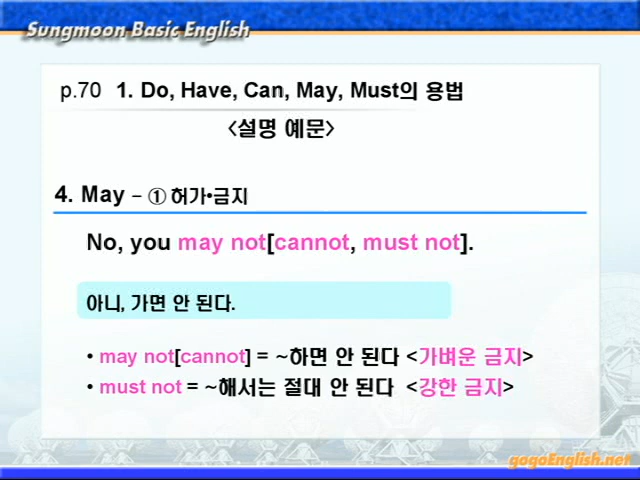 Sungmoon Basic English
p.70 1. Do, Have, Can, May, Must의 용법
<설명 예문>
4. May – ① 허가•금지
No, you may not[cannot, must not].
아니, 가면 안 된다.
• may not[cannot] = ~하면 안 된다 <가벼운 금지>
• must not = ~해서는 절대 안 된다 <강한 금지>
gogoEnglish.net